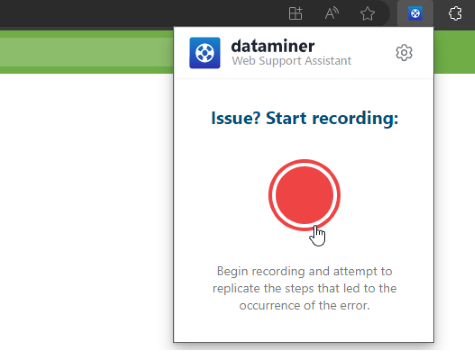 dataminer
Web Support Assistant
Issue? Start recording:
Begin recording and attempt to
replicate the steps that led to the
occurrence of the error.